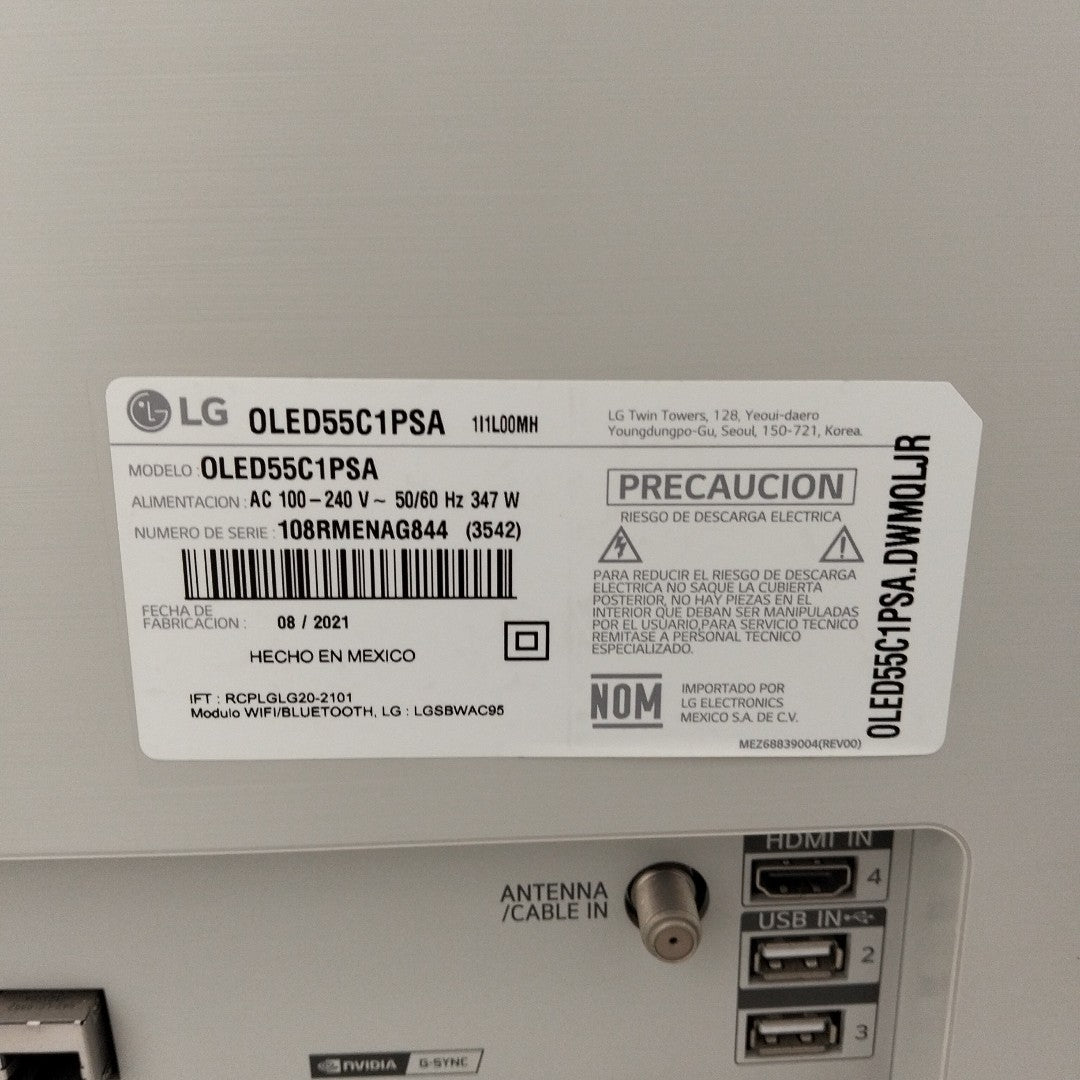 LG OLED55C1PSA 1I1L00MH
LG Twin Towers, 128, Yeoui-daero
Youngdungpo-Gu, Seoul, 150-721, Korea.
MODELO : OLED55C1PSA
ALIMENTACION : AC 100-240 V~ 50/60 Hz 347 W
NUMERO DE SERIE : 108RMENAG844 (3542)
FECHA DE
FABRICACION : 08 / 2021
HECHO EN MEXICO
IFT : RCPLGLG20-2101
Modulo WIFI/BLUETOOTH, LG : LGSBWAC95
PRECAUCION
RIESGO DE DESCARGA ELECTRICA
PARA REDUCIR EL RIESGO DE DESCARGA
ELECTRICA NO SAQUE LA CUBIERTA
POSTERIOR, NO HAY PIEZAS EN EL
INTERIOR QUE DEBAN SER MANIPULADAS
POR EL USUARIO,PARA SERVICIO TECNICO
REMITASE A PERSONAL TECNICO
ESPECIALIZADO.
NOM
IMPORTADO POR
LG ELECTRONICS
MEXICO S.A. DE C.V.
MEZ68839004(REV00)
OLED55C1PSA.DWMQLJR
ANTENNA
/CABLE IN
HDMI IN
4
USB IN
2
3
NVIDIA G-SYNC